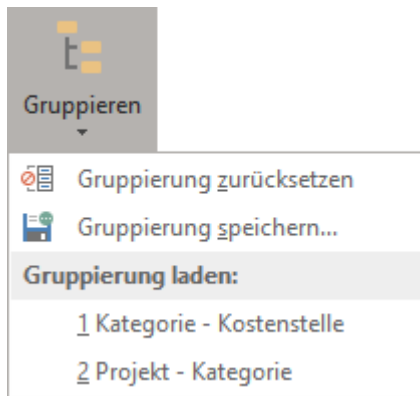 Gruppieren
Gruppierung zurücksetzen
Gruppierung speichern...
Gruppierung laden:
1 Kategorie - Kostenstelle
2 Projekt - Kategorie